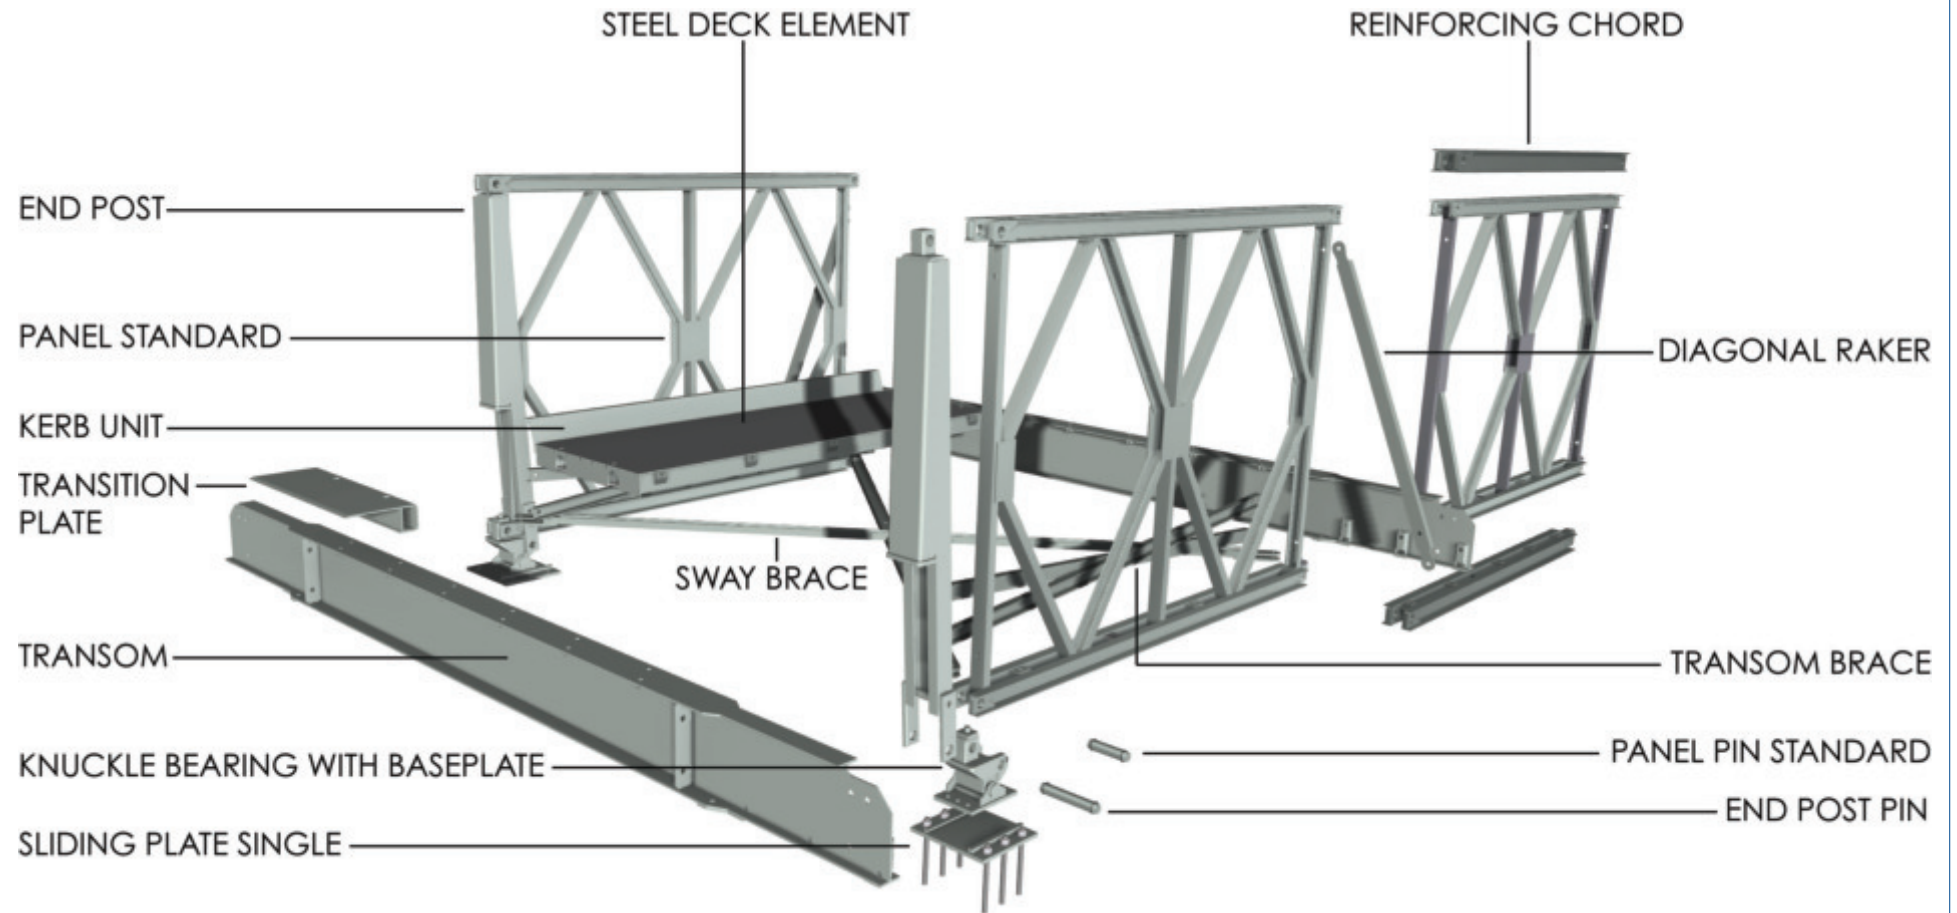 STEEL DECK ELEMENT
REINFORCING CHORD
END POST
PANEL STANDARD
DIAGONAL RAKER
KERB UNIT
TRANSITION
PLATE
SWAY BRACE
TRANSOM
TRANSOM BRACE
KNUCKLE BEARING WITH BASEPLATE
PANEL PIN STANDARD
END POST PIN
SLIDING PLATE SINGLE